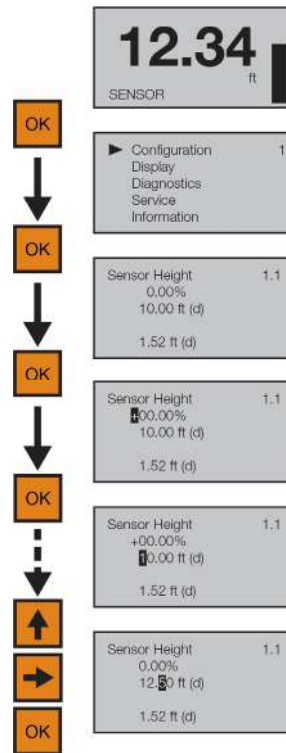 12.34
ft
SENSOR
OK
Configuration 1
Display
Diagnostics
Service
Information
OK
Sensor Height 1.1
0.00%
10.00 ft (d)
1.52 ft (d)
OK
Sensor Height 1.1
+00.00%
10.00 ft (d)
1.52 ft (d)
OK
Sensor Height 1.1
+00.00%
10.00 ft (d)
1.52 ft (d)
Sensor Height 1.1
0.00%
12.50 ft (d)
1.52 ft (d)
OK